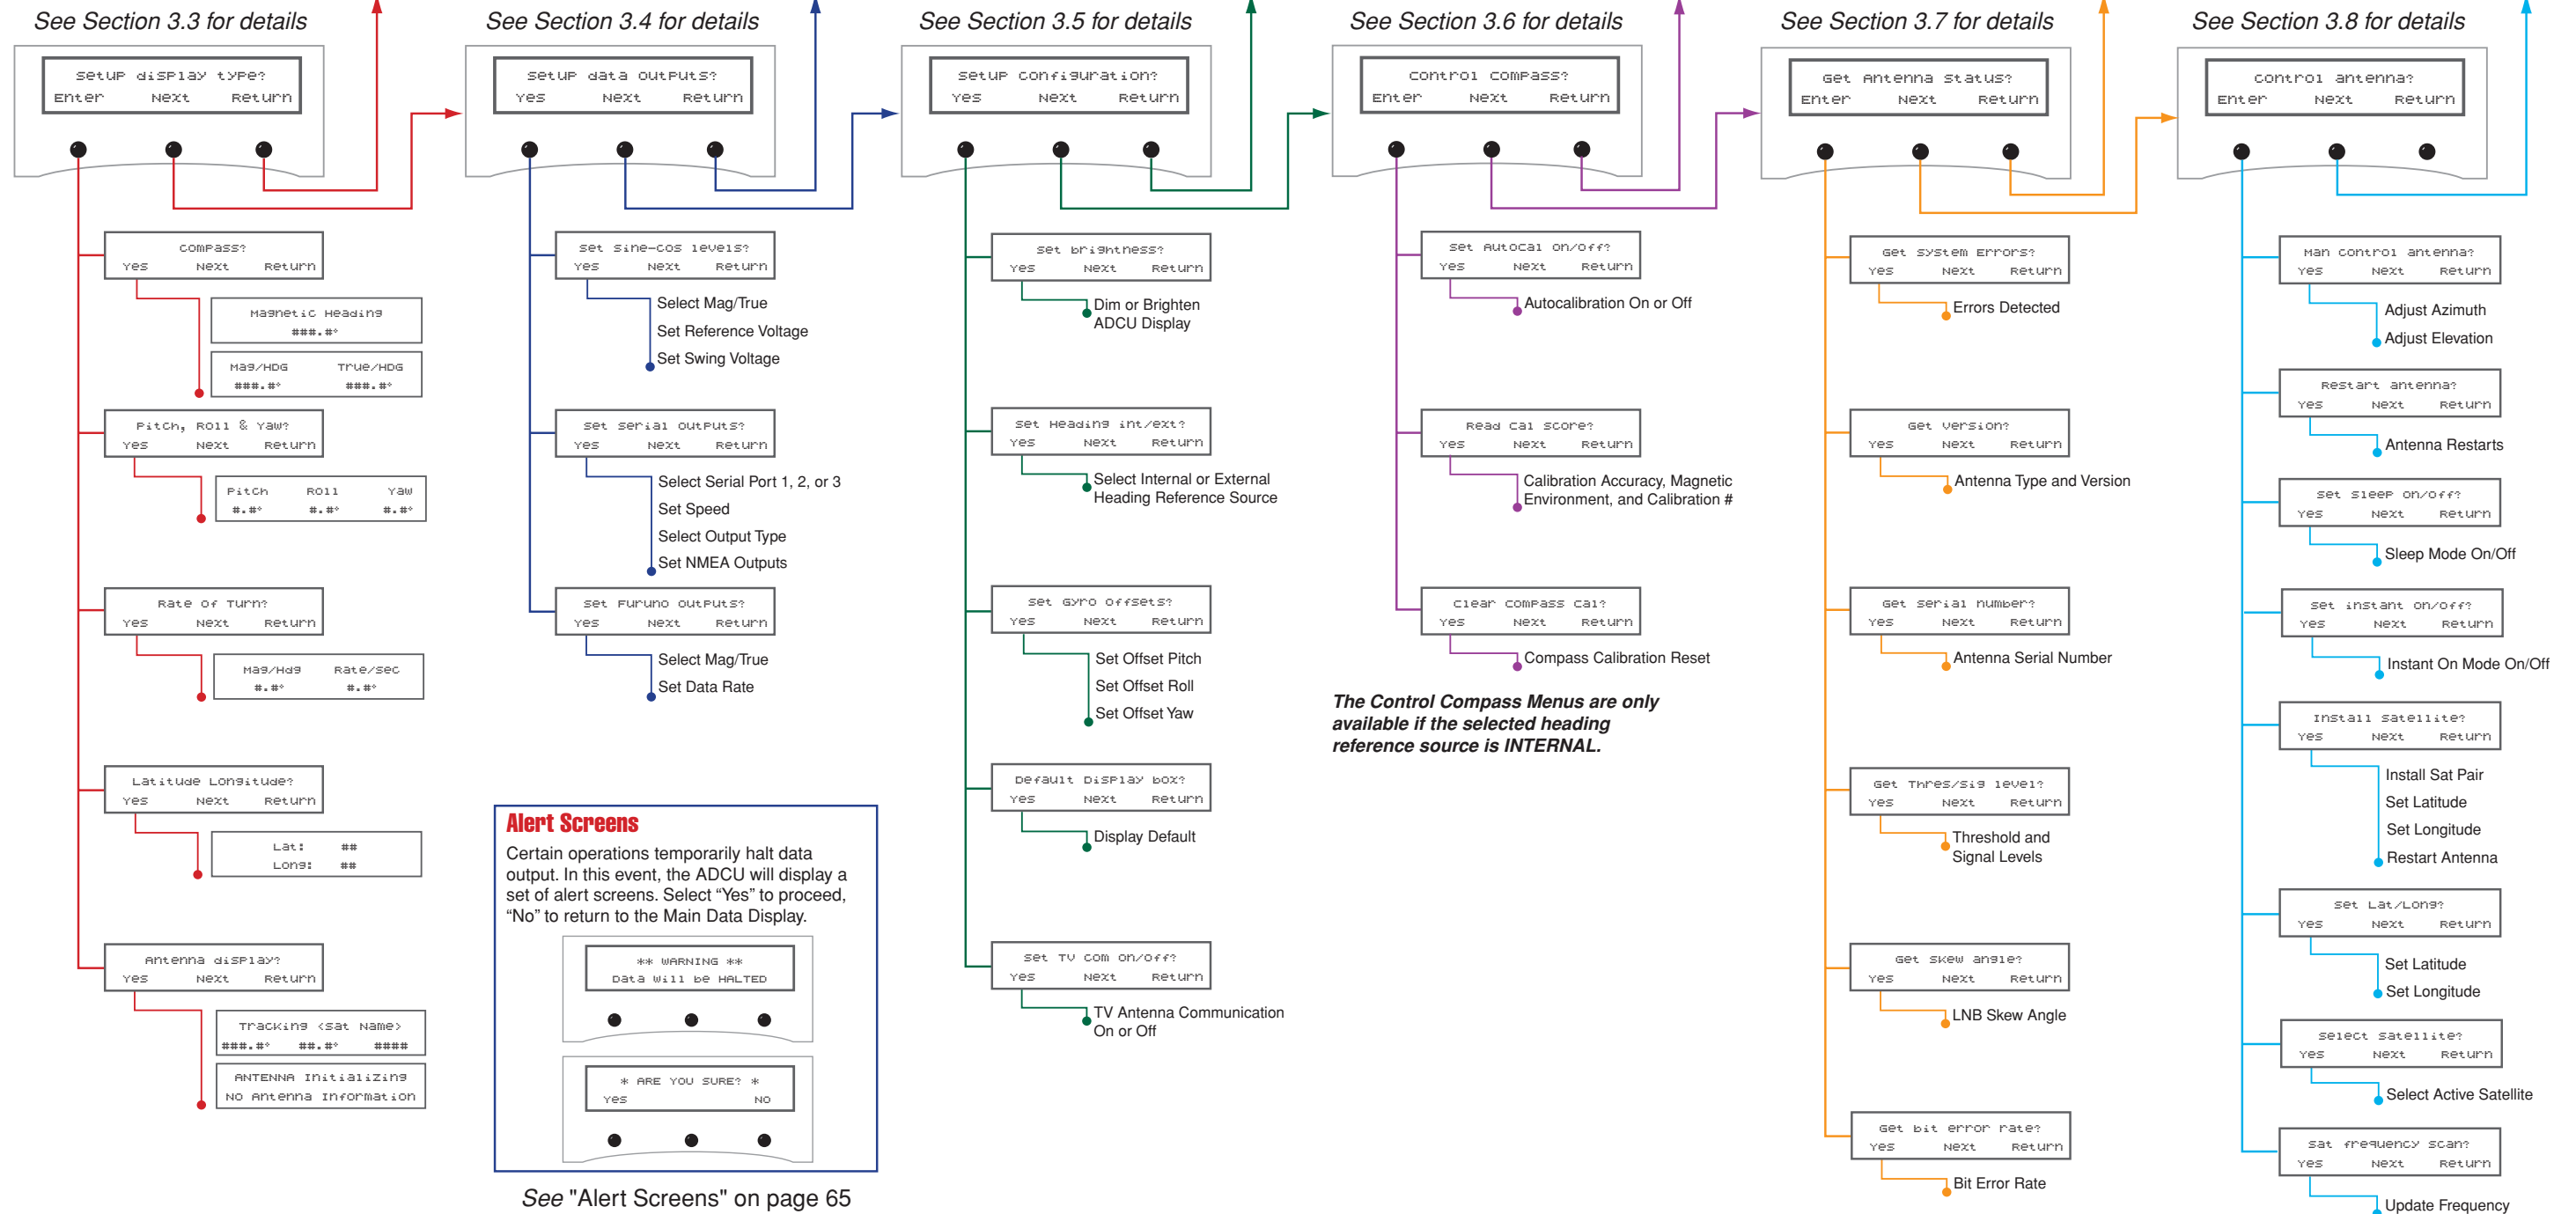 See Section 3.3 for details
Setup display type?
Enter Next Return
Compass?
Yes Next Return
Magnetic Heading
###.#°
Mag/HDG True/HDG
###.#° ###.#°
Pitch, Roll & Yaw?
Yes Next Return
Pitch Roll Yaw
#.#° #.#° #.#°
Rate of Turn?
Yes Next Return
Mag/Hdg Rate/sec
#.#° #.#°
Latitude Longitude?
Yes Next Return
Lat: ##
Long: ##
Antenna display?
Yes Next Return
Tracking <Sat Name>
###.#° ##.#° ####
ANTENNA Initializing
No Antenna Information
See Section 3.4 for details
Setup data outputs?
Yes Next Return
Set Sine-Cos levels?
Yes Next Return
Select Mag/True
Set Reference Voltage
Set Swing Voltage
Set Serial outputs?
Yes Next Return
Select Serial Port 1, 2, or 3
Set Speed
Select Output Type
Set NMEA Outputs
Set Furuno outputs?
Yes Next Return
Select Mag/True
Set Data Rate
Alert Screens
Certain operations temporarily halt data
output. In this event, the ADCU will display a
set of alert screens. Select “Yes” to proceed,
“No” to return to the Main Data Display.
** WARNING **
Data Will be HALTED
* ARE YOU SURE? *
Yes No
See "Alert Screens" on page 65
See Section 3.5 for details
Setup Configuration?
Yes Next Return
Set brightness?
Yes Next Return
Dim or Brighten
ADCU Display
Set Heading int/ext?
Yes Next Return
Select Internal or External
Heading Reference Source
Set Gyro Offsets?
Yes Next Return
Set Offset Pitch
Set Offset Roll
Set Offset Yaw
Default Display box?
Yes Next Return
Display Default
Set TV Com On/Off?
Yes Next Return
TV Antenna Communication
On or Off
See Section 3.6 for details
Control Compass?
Enter Next Return
Set Autocal On/Off?
Yes Next Return
Autocalibration On or Off
Read Cal Score?
Yes Next Return
Calibration Accuracy, Magnetic
Environment, and Calibration #
Clear Compass Cal?
Yes Next Return
Compass Calibration Reset
The Control Compass Menus are only
available if the selected heading
reference source is INTERNAL.
See Section 3.7 for details
Get Antenna Status?
Enter Next Return
Get System Errors?
Yes Next Return
Errors Detected
Get Version?
Yes Next Return
Antenna Type and Version
Get Serial number?
Yes Next Return
Antenna Serial Number
Get Thres/Sig level?
Yes Next Return
Threshold and
Signal Levels
Get Skew angle?
Yes Next Return
LNB Skew Angle
Get bit error rate?
Yes Next Return
Bit Error Rate
See Section 3.8 for details
Control antenna?
Enter Next Return
Man Control antenna?
Yes Next Return
Adjust Azimuth
Adjust Elevation
Restart antenna?
Yes Next Return
Antenna Restarts
Set Sleep On/Off?
Yes Next Return
Sleep Mode On/Off
Set instant On/Off?
Yes Next Return
Instant On Mode On/Off
Install Satellite?
Yes Next Return
Install Sat Pair
Set Latitude
Set Longitude
Restart Antenna
Set Lat/Long?
Yes Next Return
Set Latitude
Set Longitude
Select Satellite?
Yes Next Return
Select Active Satellite
Sat frequency scan?
Yes Next Return
Update Frequency